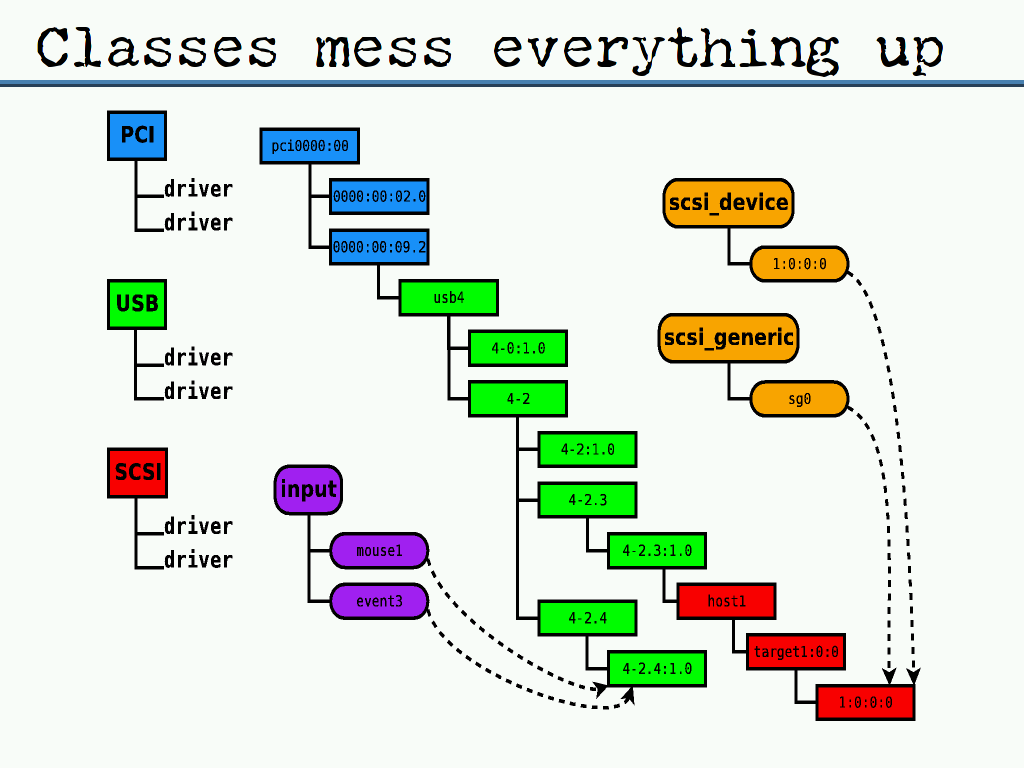 Classes mess everything up
PCI
driver
driver
USB
driver
driver
SCSI
driver
driver
pci0000:00
0000:00:02.0
0000:00:09.2
usb4
4-0:1.0
4-2
4-2:1.0
4-2.3
4-2.3:1.0
host1
target1:0:0
1:0:0:0
4-2.4
4-2.4:1.0
input
mouse1
event3
scsi_device
1:0:0:0
scsi_generic
sg0